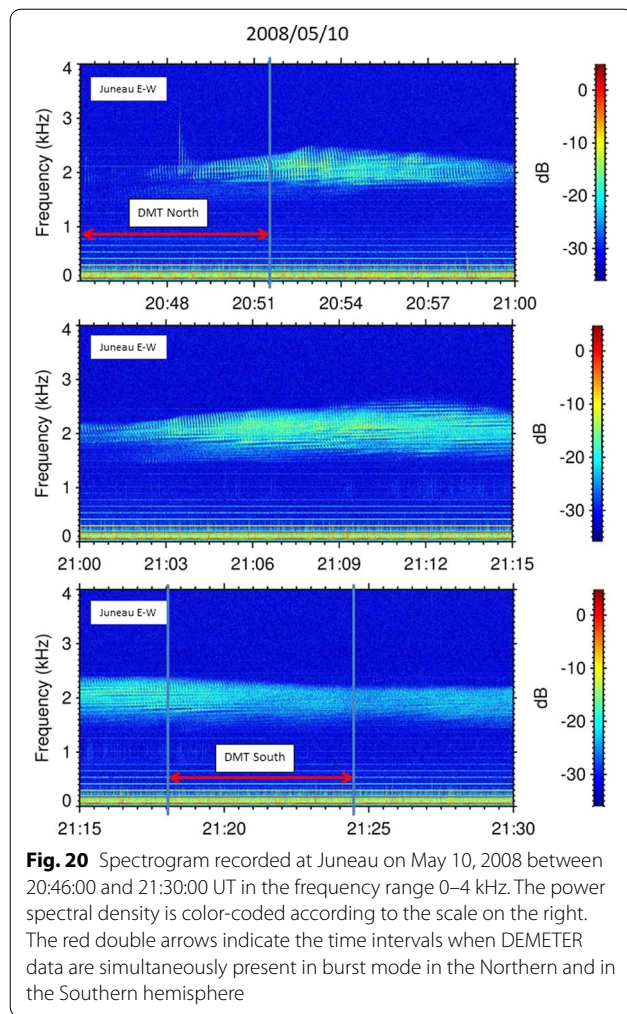 2008/05/10
4
3
2
1
0
Frequency (kHz)
Juneau E-W
DMT North
20:48 20:51 20:54 20:57 21:00
0
-10
-20
-30
dB
4
3
2
1
0
Frequency (kHz)
Juneau E-W
21:00 21:03 21:06 21:09 21:12 21:15
0
-10
-20
-30
dB
4
3
2
1
0
Frequency (kHz)
Juneau E-W
DMT South
21:15 21:20 21:25 21:30
0
-10
-20
-30
dB
Fig. 20 Spectrogram recorded at Juneau on May 10, 2008 between
20:46:00 and 21:30:00 UT in the frequency range 0–4 kHz. The power
spectral density is color-coded according to the scale on the right.
The red double arrows indicate the time intervals when DEMETER
data are simultaneously present in burst mode in the Northern and in
the Southern hemisphere